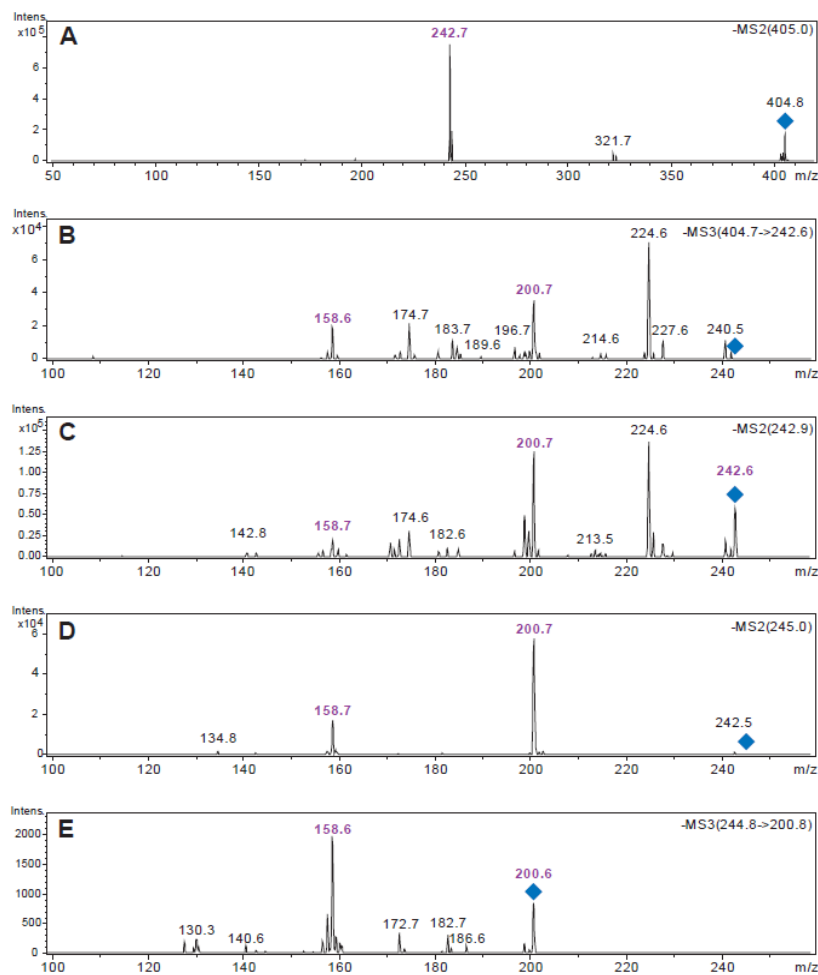 Intens.
x10⁵
A
242.7
-MS2(405.0)
6
4
2
0
321.7
404.8
50 100 150 200 250 300 350 400 m/z
Intens.
x10⁴
B
224.6
-MS3(404.7->242.6)
6
4
2
0
158.6
174.7
183.7
189.6
196.7
200.7
214.6
227.6
240.5
100 120 140 160 180 200 220 240 m/z
Intens.
x10⁵
C
200.7
224.6
-MS2(242.9)
242.6
1.25
1.00
0.75
0.50
0.25
0.00
142.8
158.7
174.6
182.6
213.5
100 120 140 160 180 200 220 240 m/z
Intens.
x10⁴
D
200.7
-MS2(245.0)
6
4
2
0
134.8
158.7
242.5
100 120 140 160 180 200 220 240 m/z
Intens.
E
158.6
-MS3(244.8->200.8)
2000
1500
1000
500
0
130.3
140.6
172.7
182.7
186.6
200.6
100 120 140 160 180 200 220 240 m/z